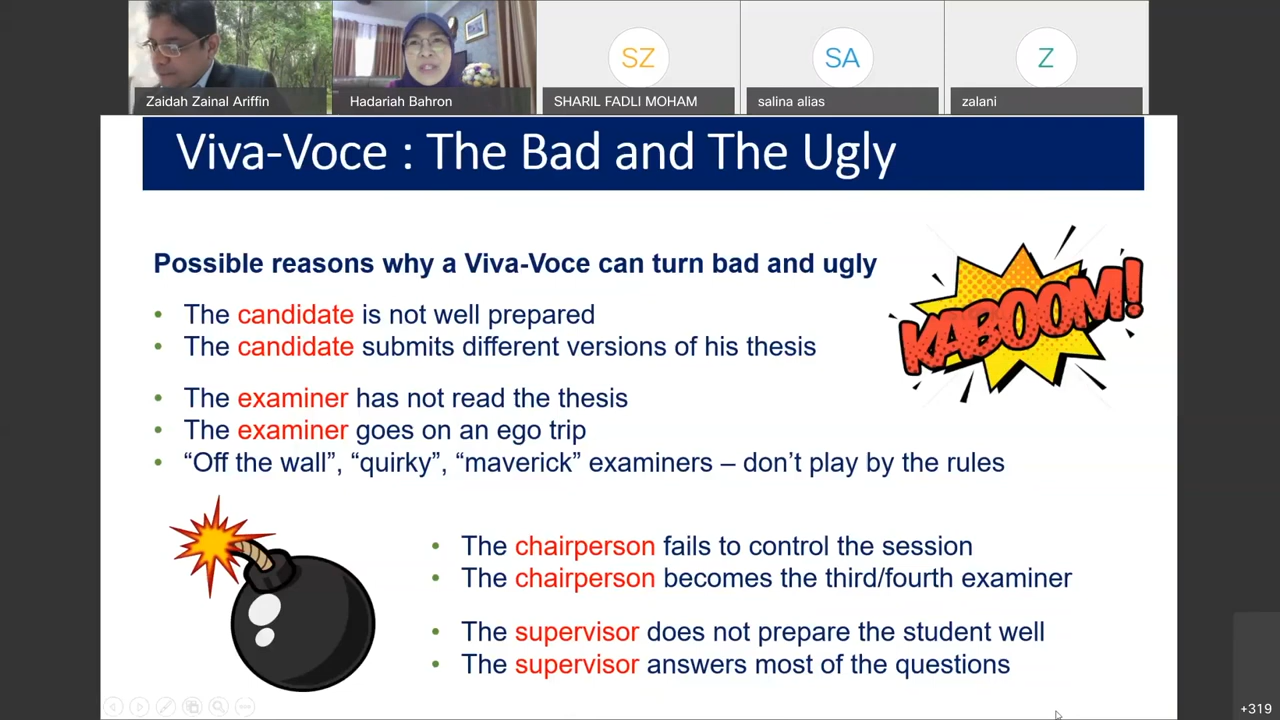 SZ
SA
Z
Zaidah Zainal Ariffin
Hadariah Bahron
SHARIL FADLI MOHAM
salina alias
zalani
Viva-Voce : The Bad and The Ugly
Possible reasons why a Viva-Voce can turn bad and ugly
KABOOM!
• The candidate is not well prepared
• The candidate submits different versions of his thesis
• The examiner has not read the thesis
• The examiner goes on an ego trip
• “Off the wall”, “quirky”, “maverick” examiners – don’t play by the rules
• The chairperson fails to control the session
• The chairperson becomes the third/fourth examiner
• The supervisor does not prepare the student well
• The supervisor answers most of the questions
+319